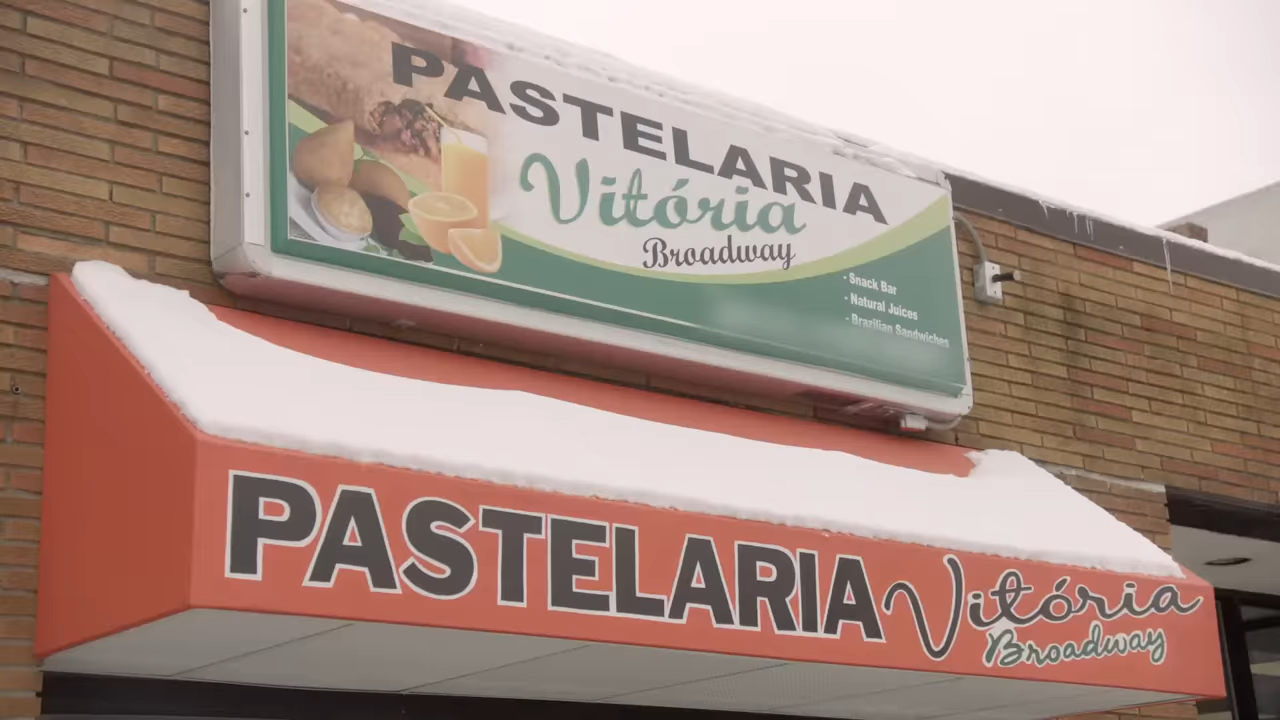 PASTELARIA
Vitória
Broadway
- Snack Bar
- Natural Juices
- Brazilian Sandwiches
PASTELARIA Vitória
Broadway